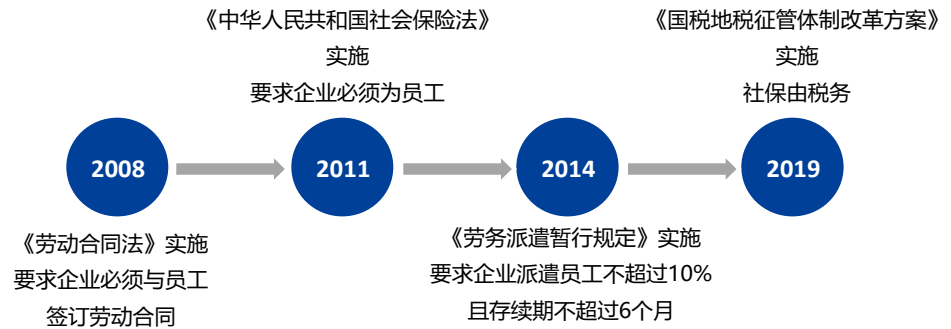 《中华人民共和国社会保险法》
实施
要求企业必须为员工
《国税地税征管体制改革方案》
实施
社保由税务
2008
2011
2014
2019
《劳动合同法》实施
要求企业必须与员工
签订劳动合同
《劳务派遣暂行规定》实施
要求企业派遣员工不超过10%
且存续期不超过6个月